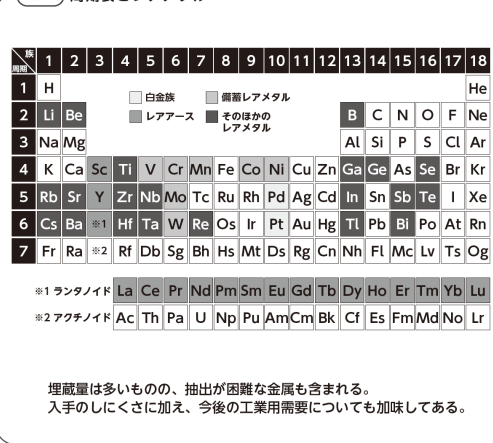 族
周期
1 2 3 4 5 6 7 8 9 10 11 12 13 14 15 16 17 18
1 H He
白金族 備蓄レアメタル
レアアース そのほかの
レアメタル
2 Li Be B C N O F Ne
3 Na Mg Al Si P S Cl Ar
4 K Ca Sc Ti V Cr Mn Fe Co Ni Cu Zn Ga Ge As Se Br Kr
5 Rb Sr Y Zr Nb Mo Tc Ru Rh Pd Ag Cd In Sn Sb Te I Xe
6 Cs Ba ※1 Hf Ta W Re Os Ir Pt Au Hg Tl Pb Bi Po At Rn
7 Fr Ra ※2 Rf Db Sg Bh Hs Mt Ds Rg Cn Nh Fl Mc Lv Ts Og
※1 ランタノイド La Ce Pr Nd Pm Sm Eu Gd Tb Dy Ho Er Tm Yb Lu
※2 アクチノイド Ac Th Pa U Np Pu Am Cm Bk Cf Es Fm Md No Lr
埋蔵量は多いものの、抽出が困難な金属も含まれる。
入手のしにくさに加え、今後の工業用需要についても加味してある。